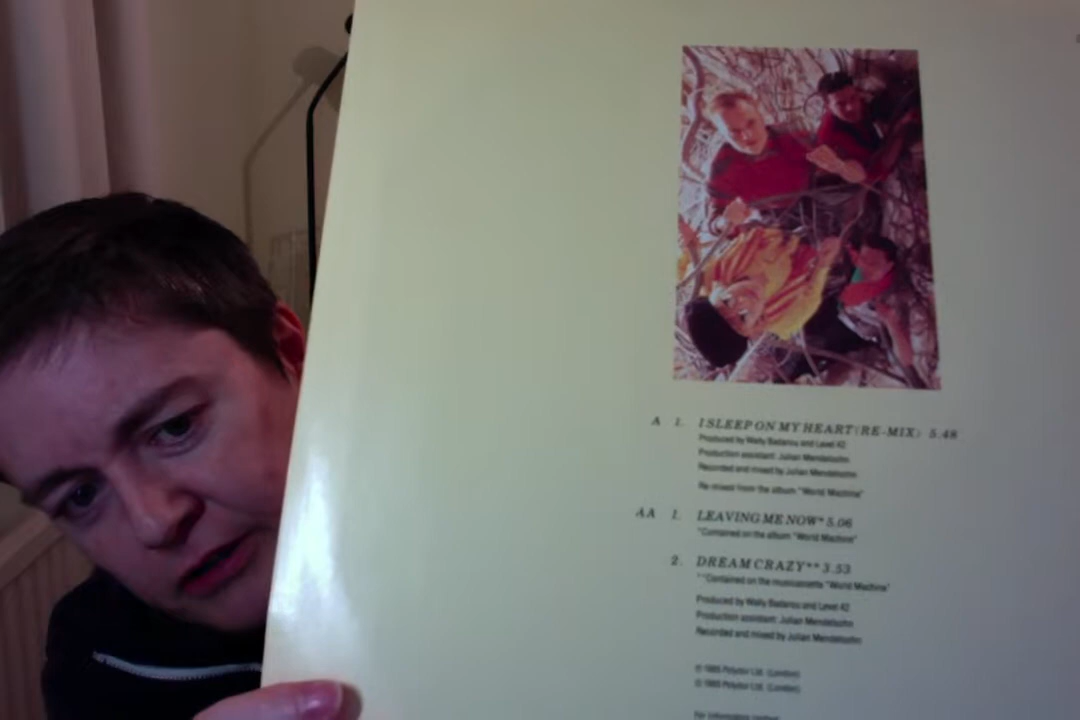 A 1. I SLEEP ON MY HEART (RE-MIX) 5.48
Produced by Wally Badarou and Level 42
Production assistant: Julian Mendelsohn
Recorded and mixed by Julian Mendelsohn
Re-mixed from the album "World Machine"
AA 1. LEAVING ME NOW* 5.06
*Contained on the album "World Machine"
2. DREAM CRAZY** 3.53
**Contained on the musicassette "World Machine"
Produced by Wally Badarou and Level 42
Production assistant: Julian Mendelsohn
Recorded and mixed by Julian Mendelsohn
℗ 1985 Polydor Ltd. (London)
© 1985 Polydor Ltd. (London)
For information contact